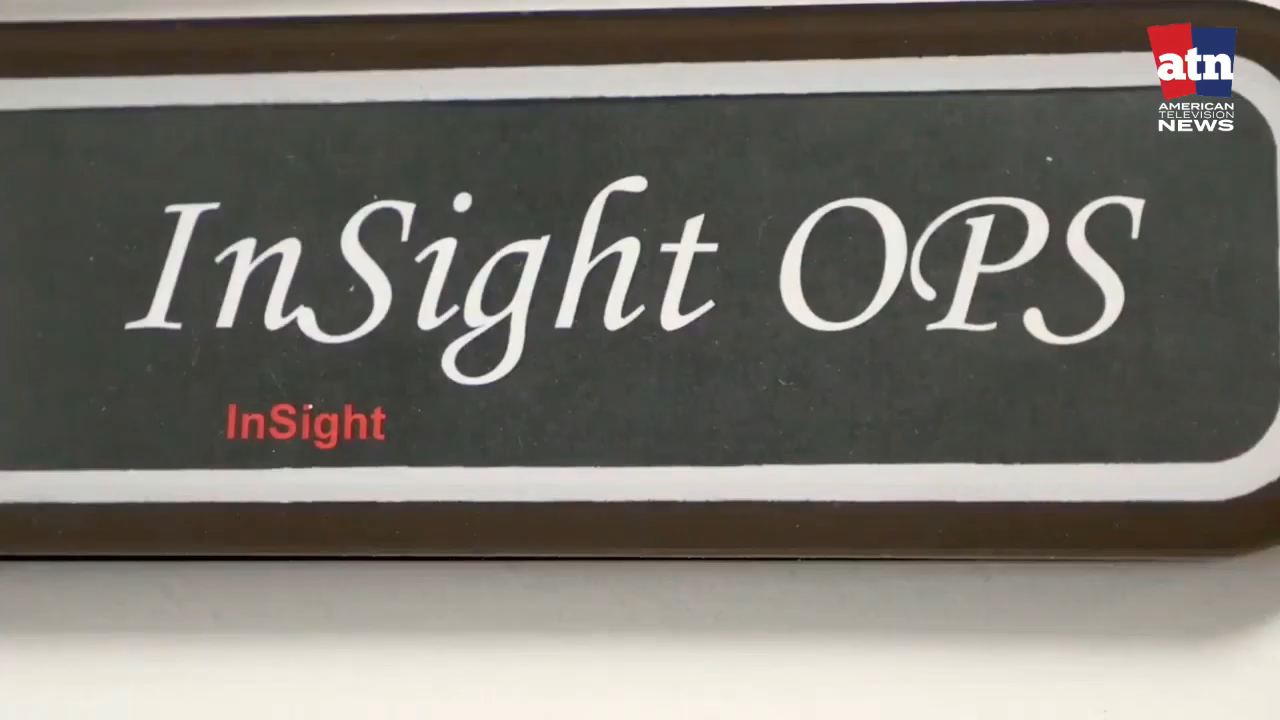 atn
AMERICAN
TELEVISION
NEWS
InSight OPS
InSight